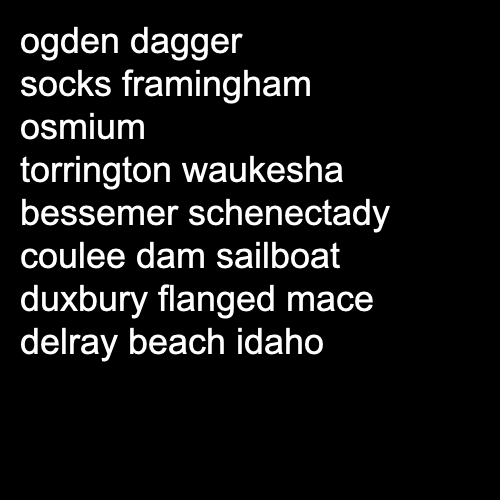 ogden dagger
socks framingham
osmium
torrington waukesha
bessemer schenectady
coulee dam sailboat
duxbury flanged mace
delray beach idaho